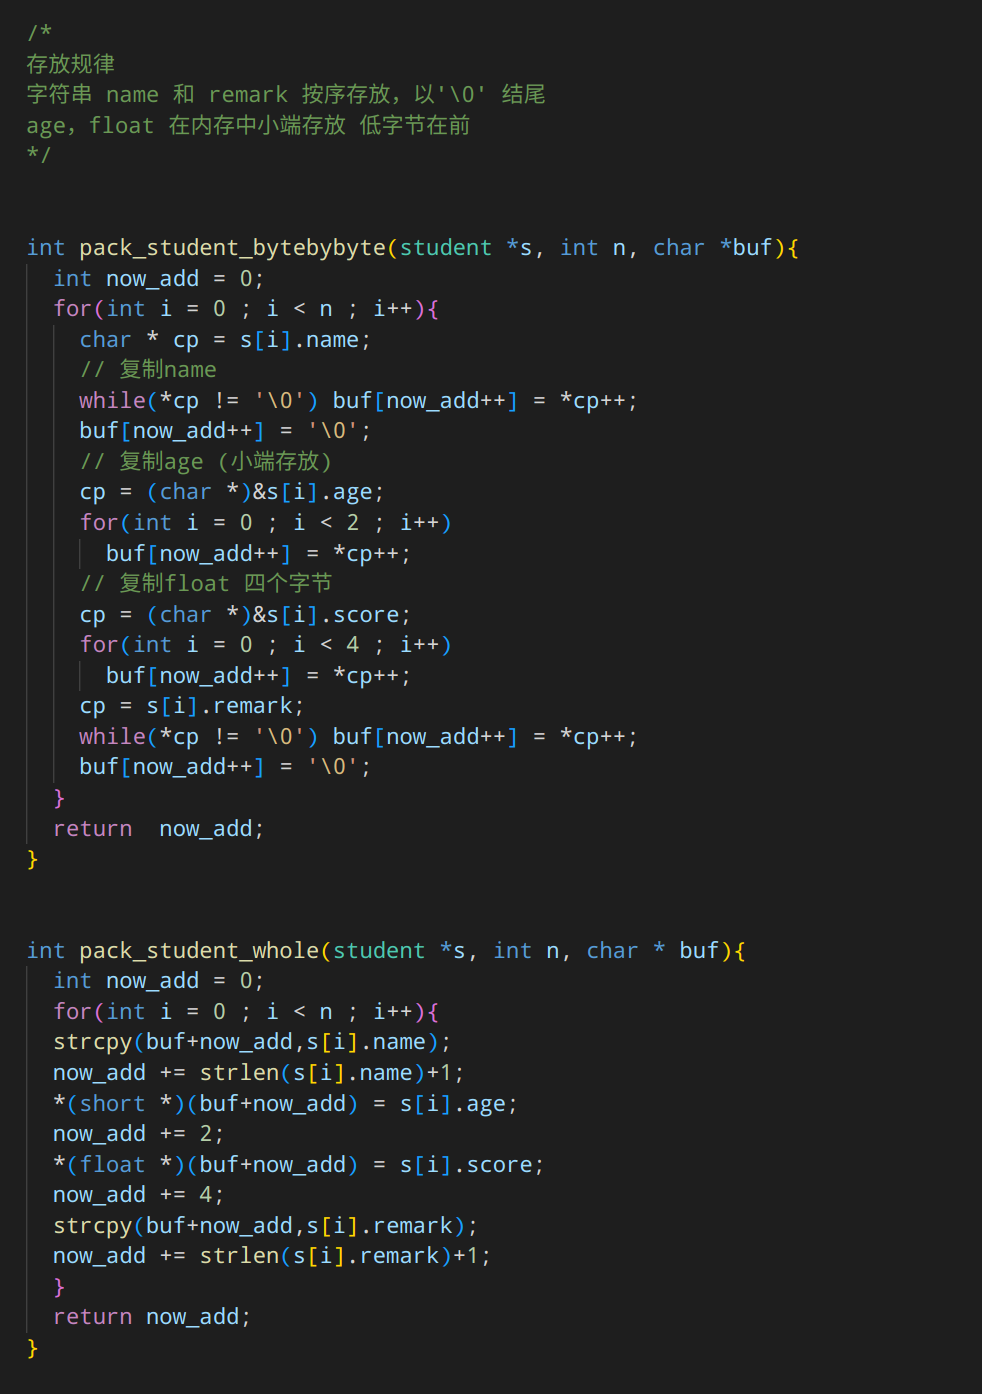 /*
存放规律
字符串 name 和 remark 按序存放，以'\0' 结尾
age，float 在内存中小端存放 低字节在前
*/
int pack_student_bytebybyte(student *s, int n, char *buf){
int now_add = 0;
for(int i = 0 ; i < n ; i++){
char * cp = s[i].name;
// 复制name
while(*cp != '\0') buf[now_add++] = *cp++;
buf[now_add++] = '\0';
// 复制age (小端存放)
cp = (char *)&s[i].age;
for(int i = 0 ; i < 2 ; i++)
buf[now_add++] = *cp++;
// 复制float 四个字节
cp = (char *)&s[i].score;
for(int i = 0 ; i < 4 ; i++)
buf[now_add++] = *cp++;
cp = s[i].remark;
while(*cp != '\0') buf[now_add++] = *cp++;
buf[now_add++] = '\0';
}
return  now_add;
}
int pack_student_whole(student *s, int n, char * buf){
int now_add = 0;
for(int i = 0 ; i < n ; i++){
strcpy(buf+now_add,s[i].name);
now_add += strlen(s[i].name)+1;
*(short *)(buf+now_add) = s[i].age;
now_add += 2;
*(float *)(buf+now_add) = s[i].score;
now_add += 4;
strcpy(buf+now_add,s[i].remark);
now_add += strlen(s[i].remark)+1;
}
return now_add;
}